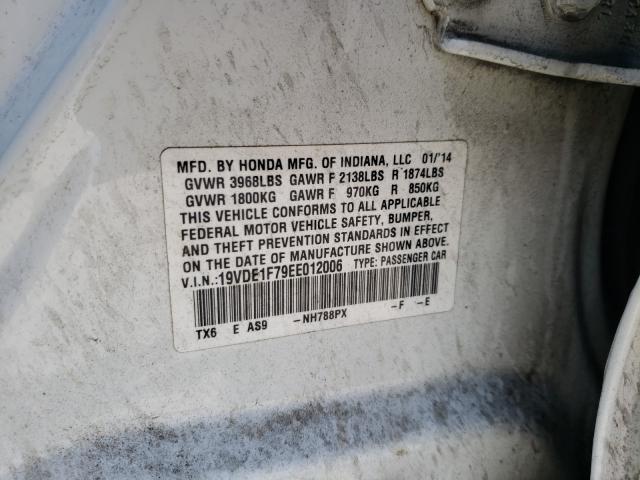 MFD. BY HONDA MFG. OF INDIANA, LLC 01/'14
GVWR 3968LBS GAWR F 2138LBS R 1874LBS
GVWR 1800KG GAWR F 970KG R 850KG
THIS VEHICLE CONFORMS TO ALL APPLICABLE
FEDERAL MOTOR VEHICLE SAFETY, BUMPER,
AND THEFT PREVENTION STANDARDS IN EFFECT
ON THE DATE OF MANUFACTURE SHOWN ABOVE.
V.I.N.:19VDE1F79EE012006 TYPE: PASSENGER CAR
TX6 E AS9 -NH788PX -F -E